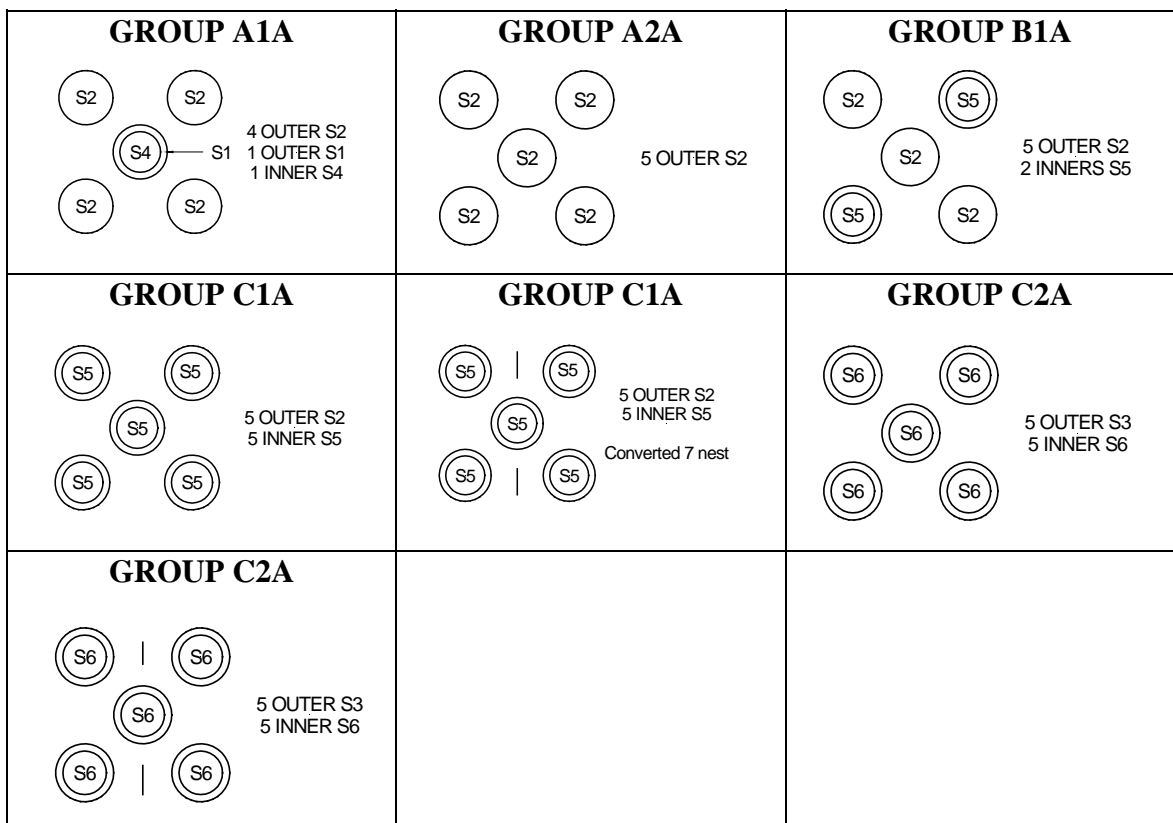 GROUP A1A
S2 S2
S4 S1
S2 S2
4 OUTER S2
1 OUTER S1
1 INNER S4
GROUP A2A
S2 S2
S2
S2 S2
5 OUTER S2
GROUP B1A
S2 S5
S2
S5 S2
5 OUTER S2
2 INNERS S5
GROUP C1A
S5 S5
S5
S5 S5
5 OUTER S2
5 INNER S5
GROUP C1A
S5 S5
S5
S5 S5
5 OUTER S2
5 INNER S5
Converted 7 nest
GROUP C2A
S6 S6
S6
S6 S6
5 OUTER S3
5 INNER S6
GROUP C2A
S6 S6
S6
S6 S6
5 OUTER S3
5 INNER S6